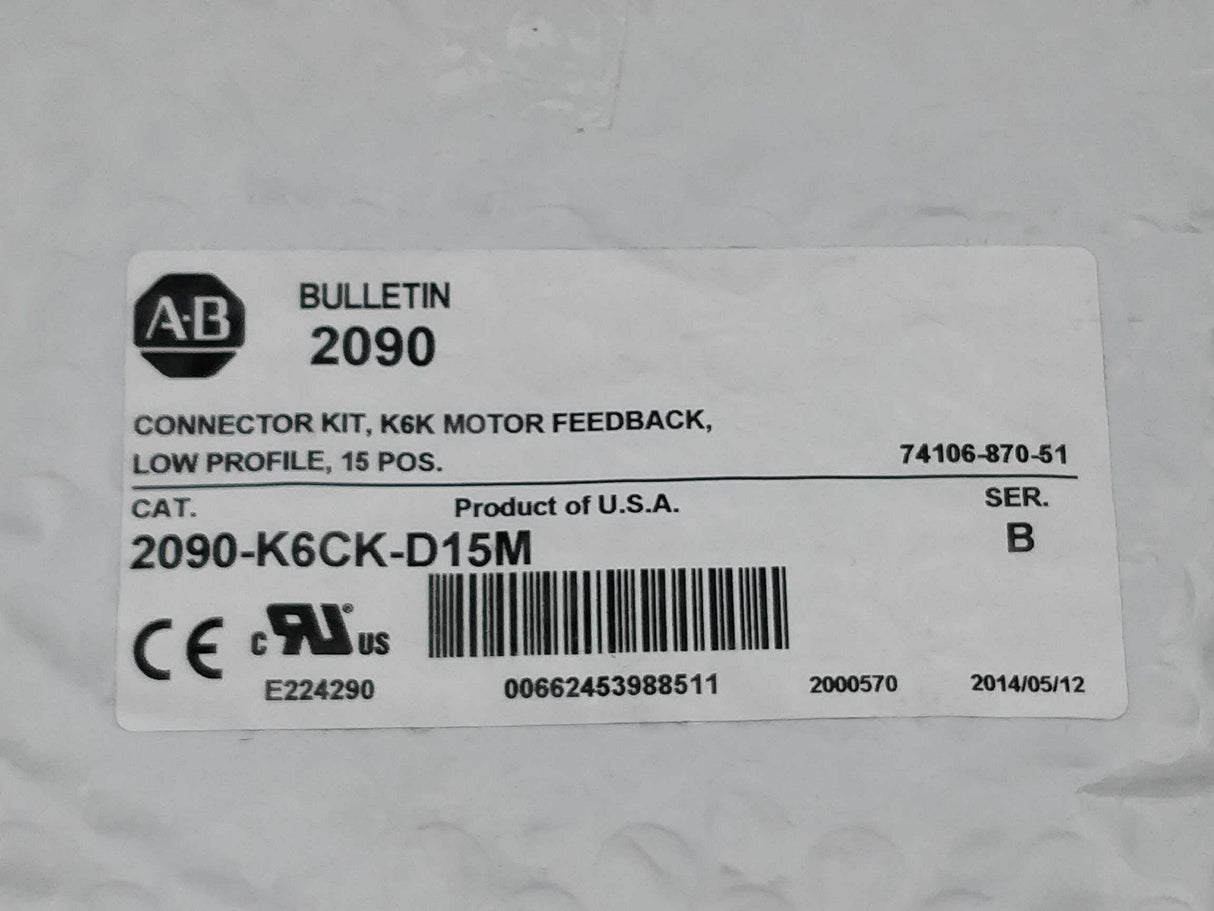 A·B
BULLETIN
2090
CONNECTOR KIT, K6K MOTOR FEEDBACK,
LOW PROFILE, 15 POS.
74106-870-51
CAT.
Product of U.S.A.
SER.
2090-K6CK-D15M
B
CE
c RU® US
E224290
00662453988511
2000570
2014/05/12